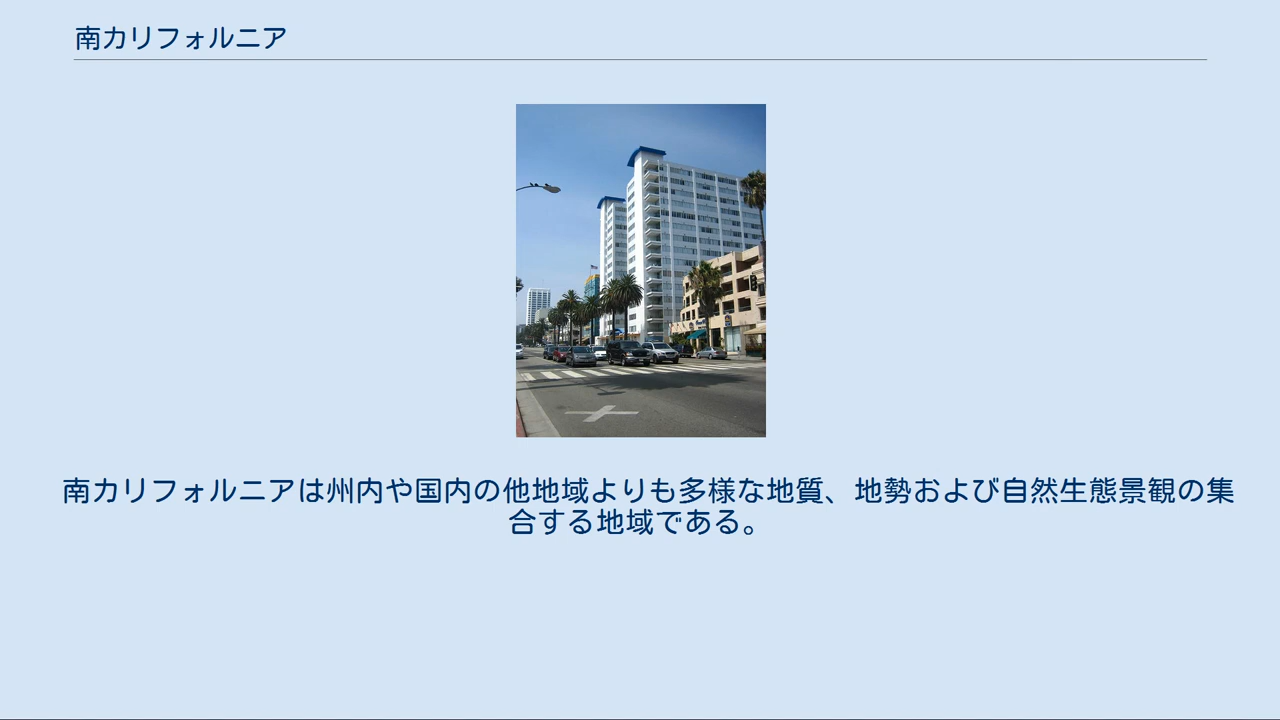 南カリフォルニア
南カリフォルニアは州内や国内の他地域よりも多様な地質、地勢および自然生態景観の集
合する地域である。